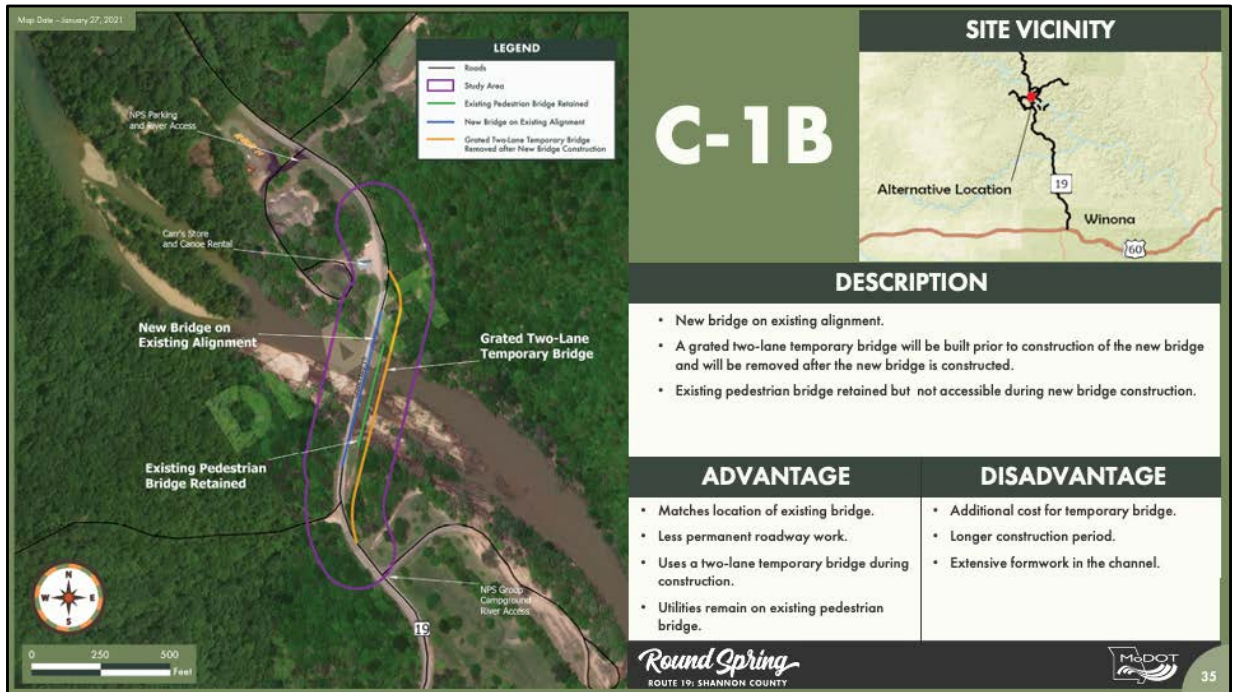 Map Date – January 27, 2021
LEGEND
Roads
Study Area
Existing Pedestrian Bridge Retained
New Bridge on Existing Alignment
Grated Two-Lane Temporary Bridge
Removed after New Bridge Construction
NPS Parking
and River Access
Carr's Store
and Canoe Rental
New Bridge on
Existing Alignment
Grated Two-Lane
Temporary Bridge
Existing Pedestrian
Bridge Retained
NPS Group
Campground
River Access
19
N
W
E
S
0 250 500
Feet
C-1B
SITE VICINITY
Alternative Location
19
Winona
60
DESCRIPTION
• New bridge on existing alignment.
• A grated two-lane temporary bridge will be built prior to construction of the new bridge
and will be removed after the new bridge is constructed.
• Existing pedestrian bridge retained but not accessible during new bridge construction.
ADVANTAGE
• Matches location of existing bridge.
• Less permanent roadway work.
• Uses a two-lane temporary bridge during
construction.
• Utilities remain on existing pedestrian
bridge.
DISADVANTAGE
• Additional cost for temporary bridge.
• Longer construction period.
• Extensive formwork in the channel.
Round Spring
ROUTE 19: SHANNON COUNTY
MoDOT
35